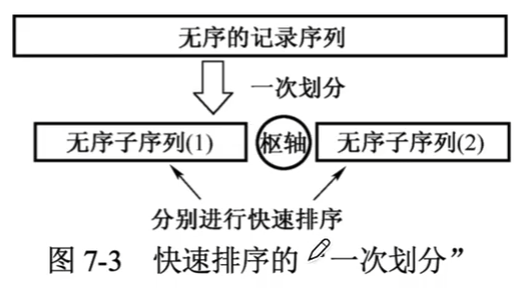 无序的记录序列
一次划分
无序子序列(1) 枢轴 无序子序列(2)
分别进行快速排序
图 7-3 快速排序的 一次划分”